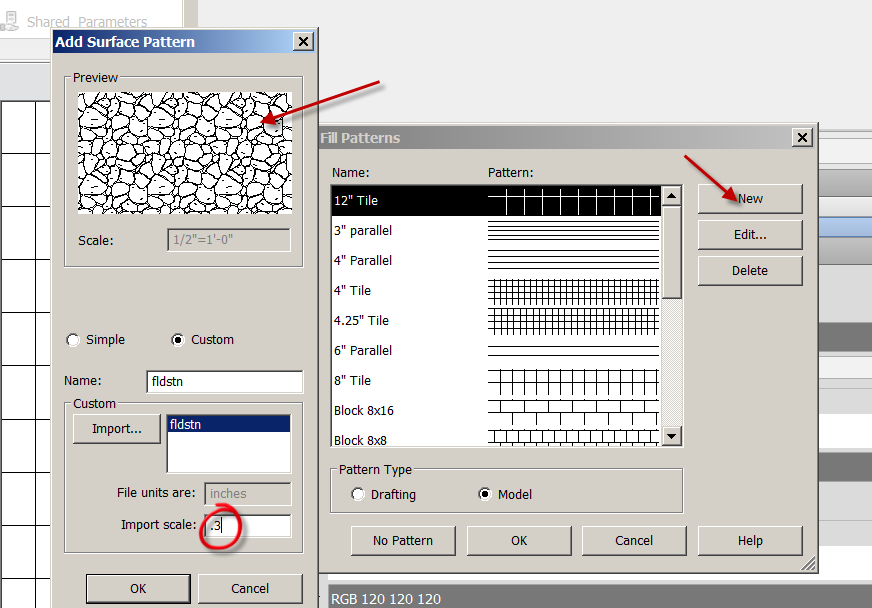 Shared Parameters
Add Surface Pattern
Preview
Scale:
1/2"=1'-0"
Simple
Custom
Name:
fldstn
Custom
Import...
fldstn
File units are:
inches
Import scale:
.3
OK
Cancel
Fill Patterns
Name:
Pattern:
12" Tile
3" parallel
4" Parallel
4" Tile
4.25" Tile
6" Parallel
8" Tile
Block 8x16
Block 8x8
New
Edit...
Delete
Pattern Type
Drafting
Model
No Pattern
OK
Cancel
Help
RGB 120 120 120